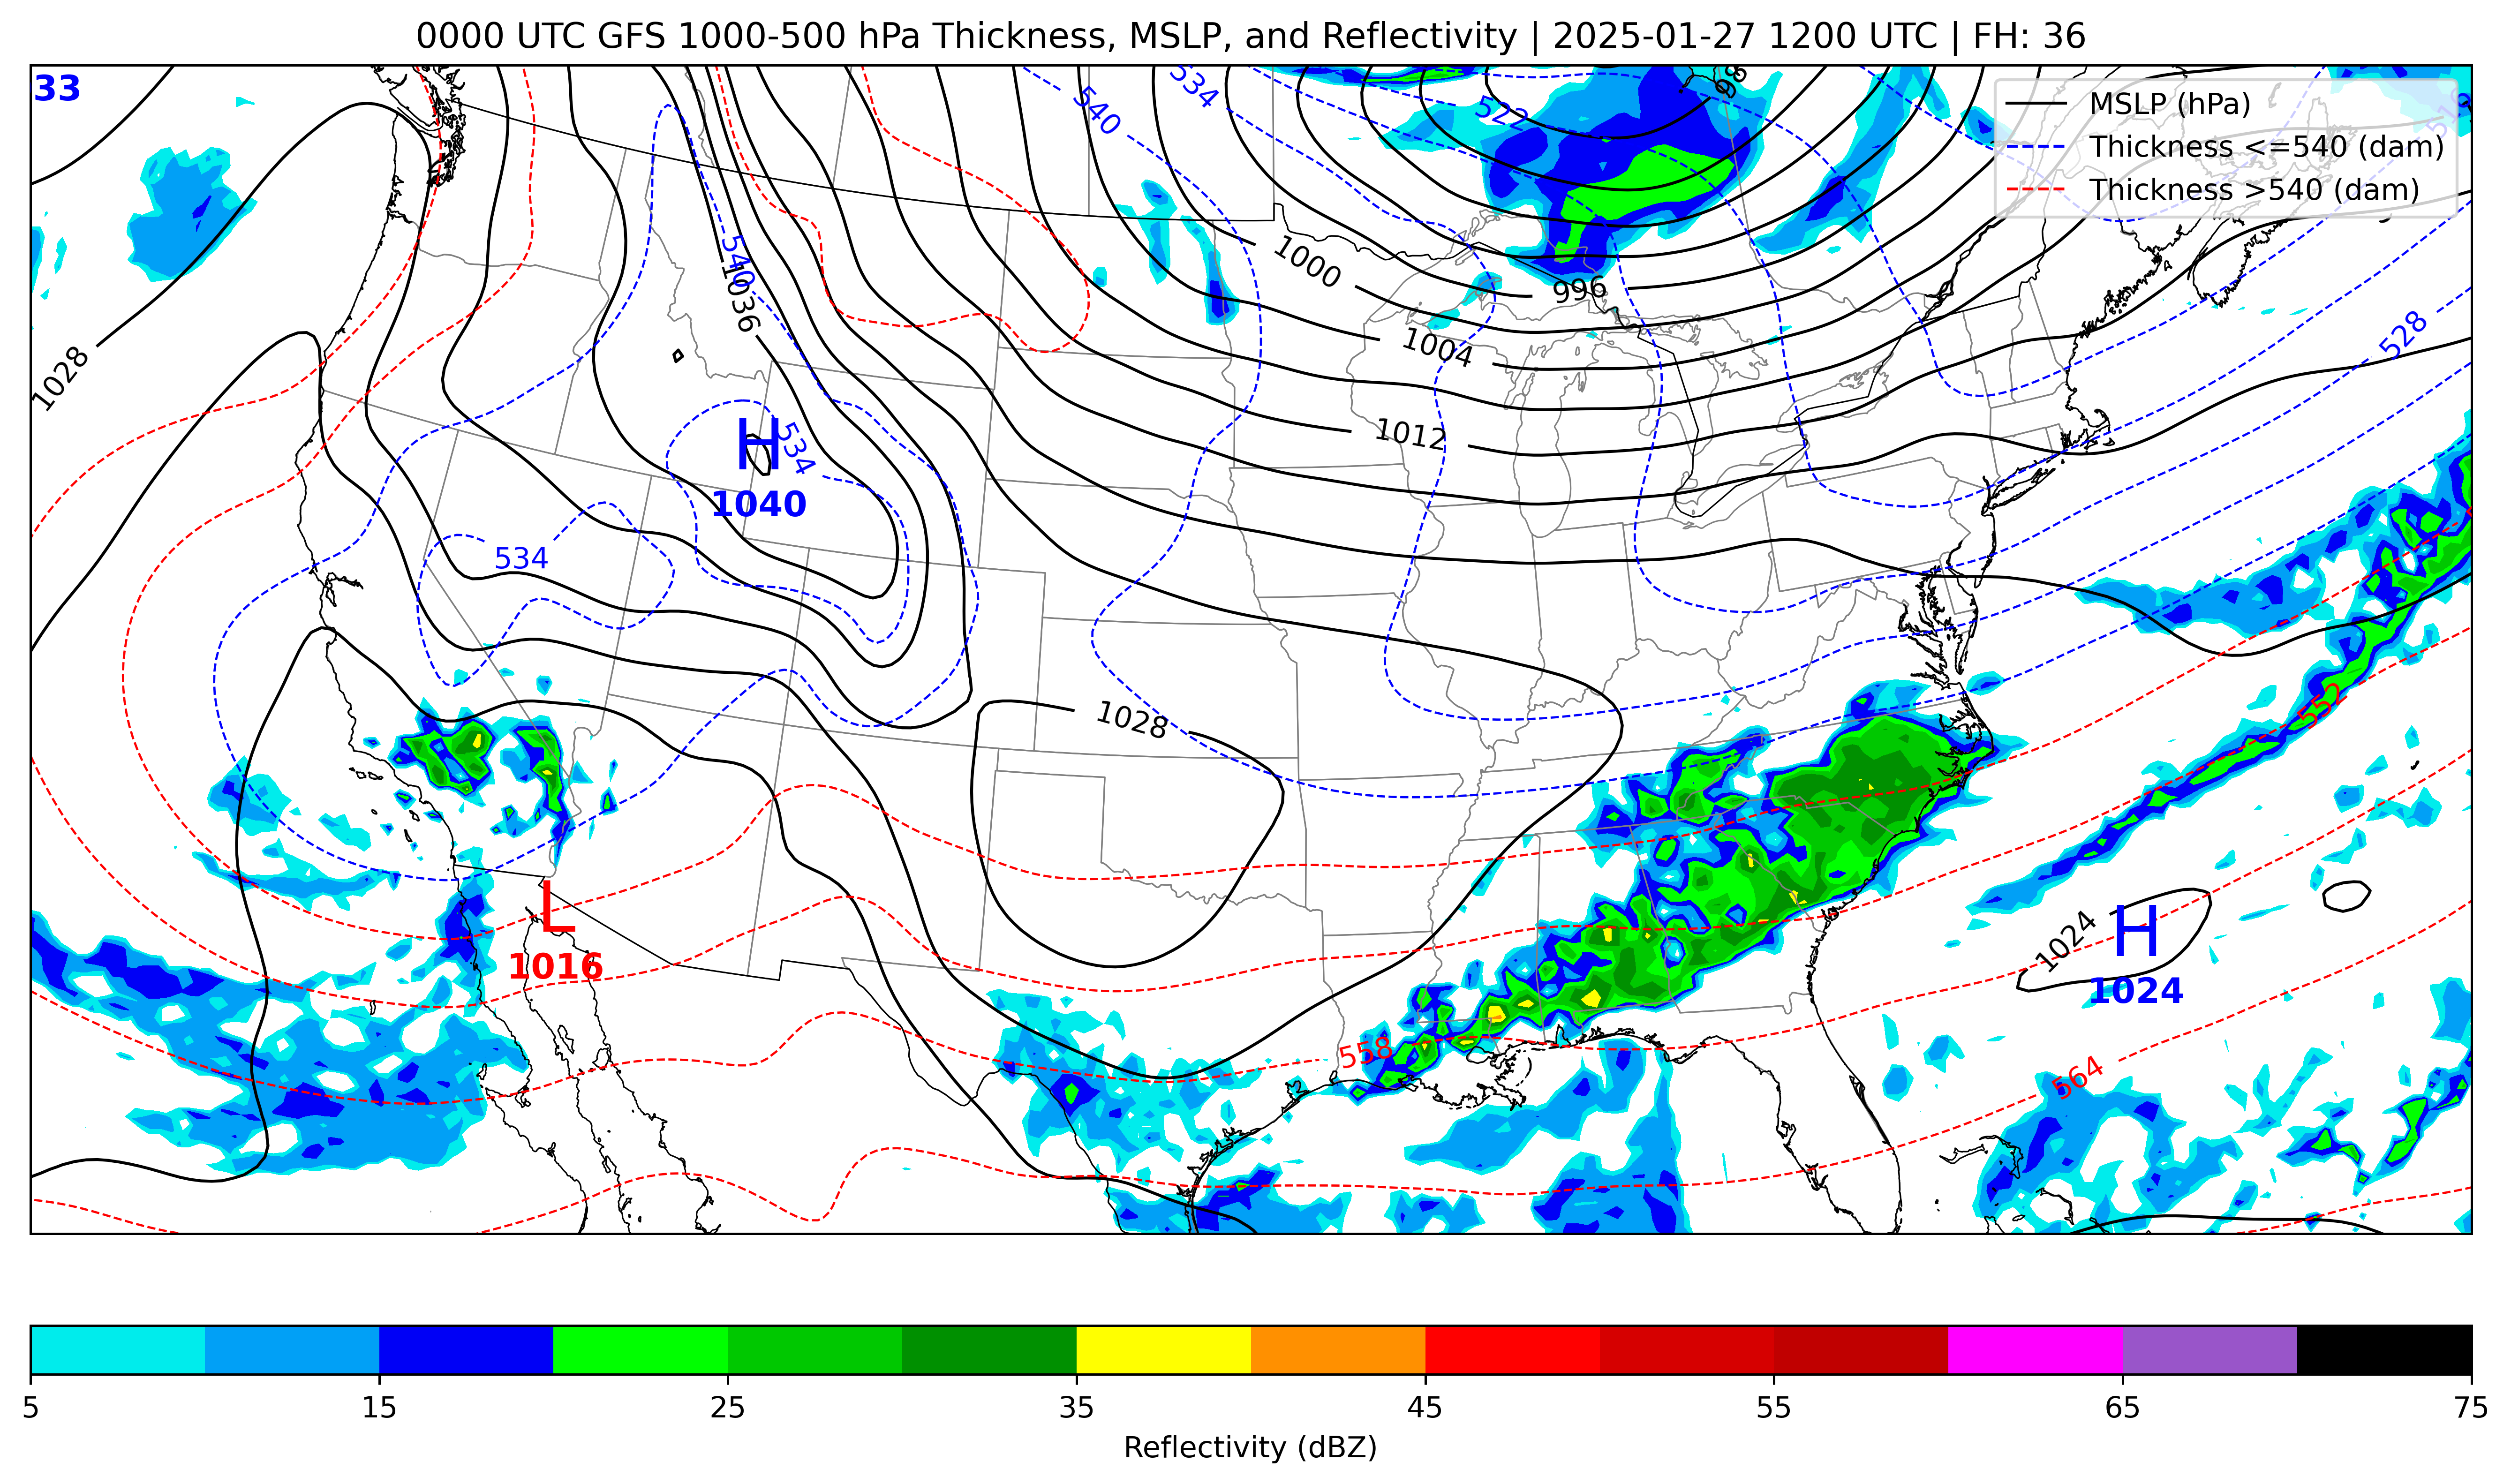 0000 UTC GFS 1000-500 hPa Thickness, MSLP, and Reflectivity | 2025-01-27 1200 UTC | FH: 36
33
534
540
522
98
MSLP (hPa)
Thickness <=540 (dam)
Thickness >540 (dam)
540
1036
1000
996
1004
528
1028
1012
534
H
1040
534
1028
552
L
1016
1024
H
1024
558
564
5 15 25 35 45 55 65 75
Reflectivity (dBZ)